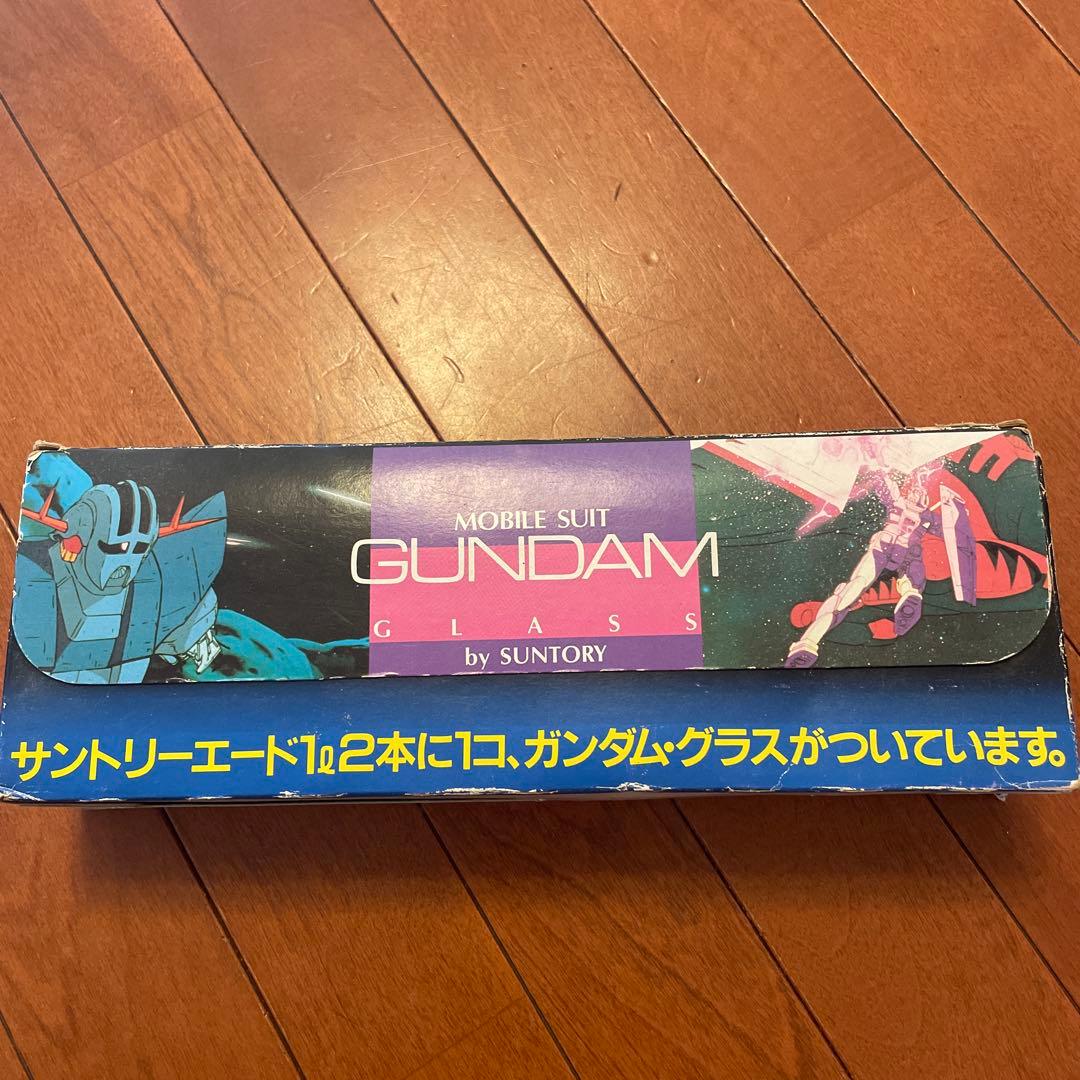 MOBILE SUIT
GUNDAM
GLASS
by SUNTORY
サントリーエード1ℓ2本に1コ、ガンダム・グラスがついています。